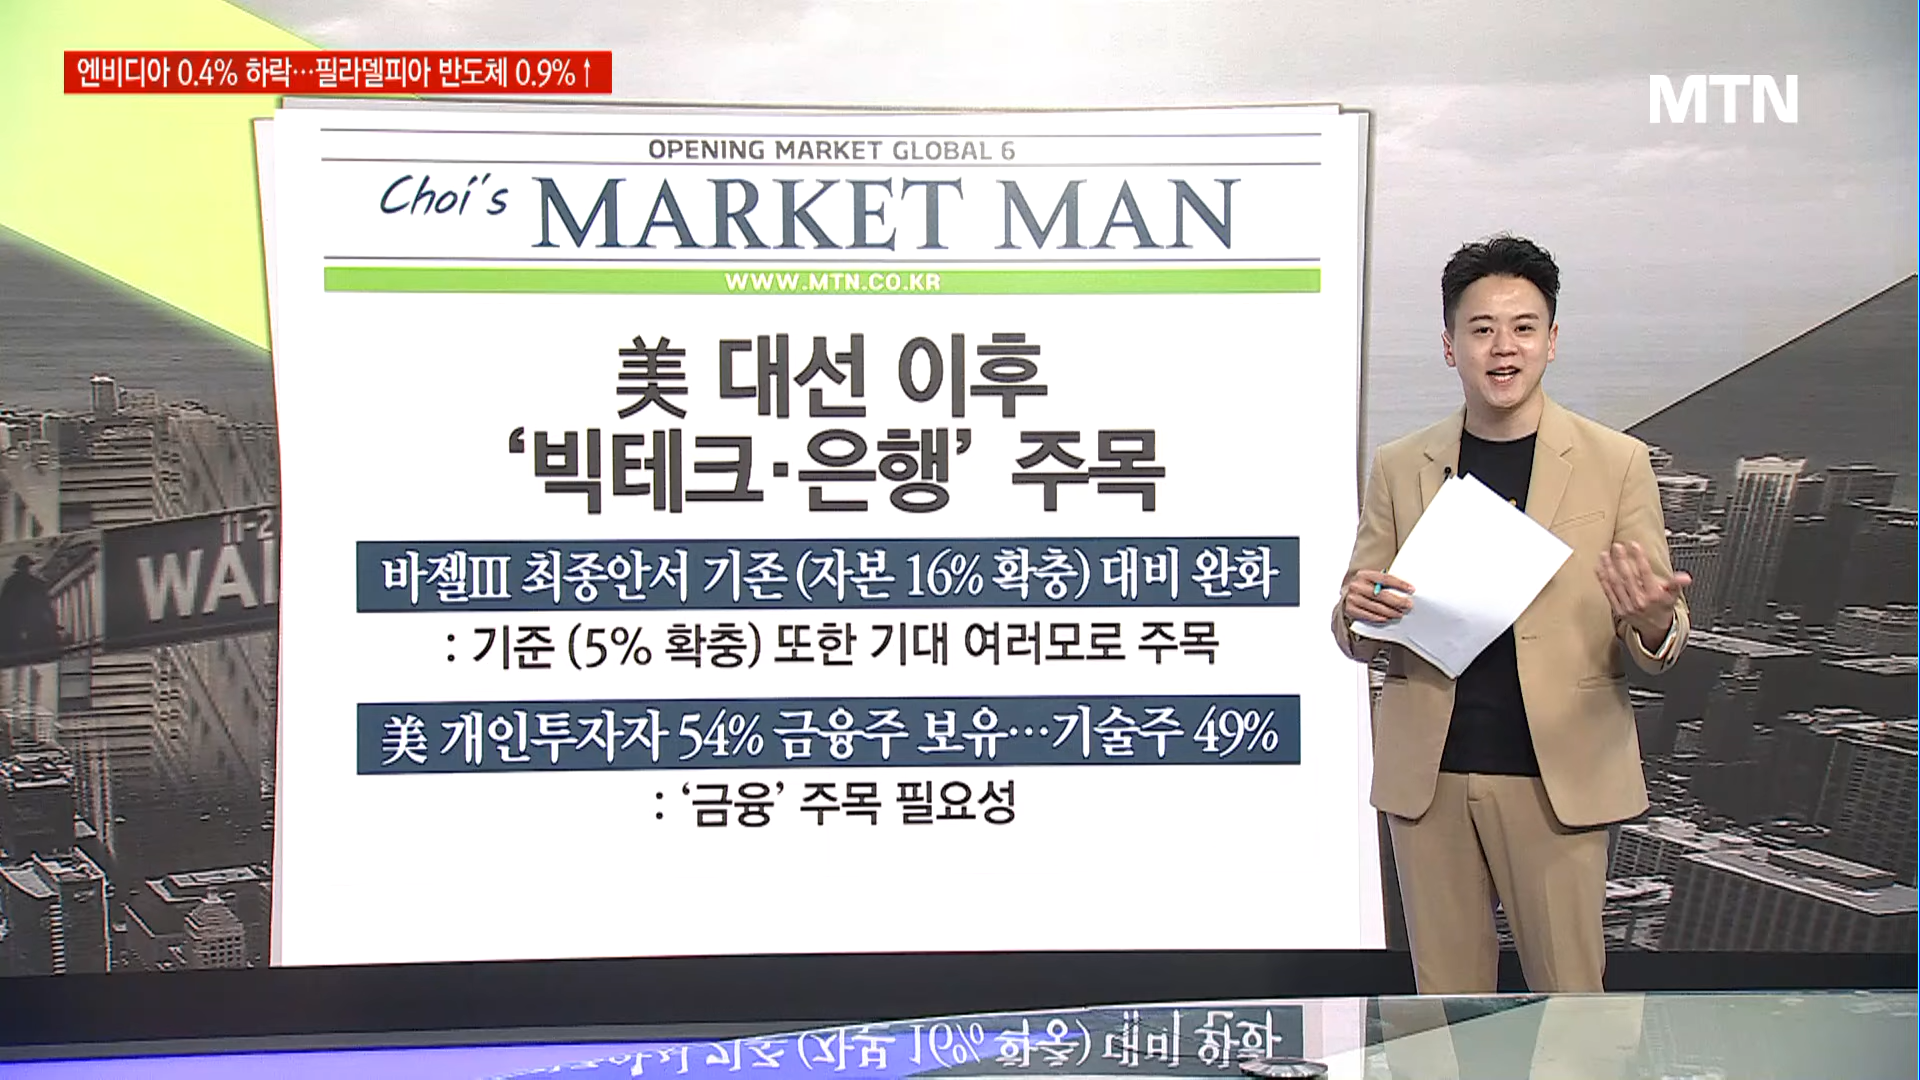 엔비디아 0.4% 하락…필라델피아 반도체 0.9%↑
MTN
OPENING MARKET GLOBAL 6
Choi's MARKET MAN
WWW.MTN.CO.KR
美 대선 이후
‘빅테크·은행’ 주목
바젤Ⅲ 최종안서 기존 (자본 16% 확충) 대비 완화
: 기준 (5% 확충) 또한 기대 여러모로 주목
美 개인투자자 54% 금융주 보유…기술주 49%
: ‘금융’ 주목 필요성
11-2
WAL